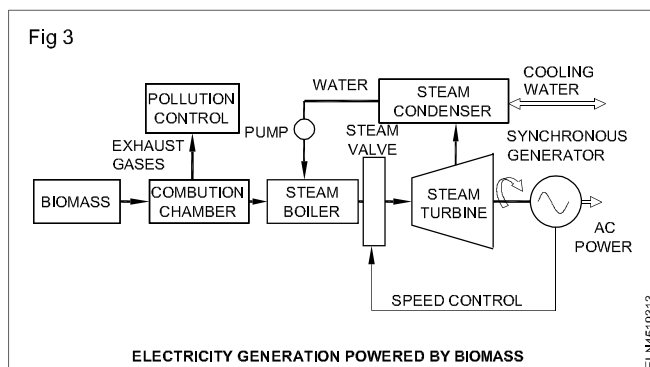 Fig 3
POLLUTION
CONTROL
EXHAUST
GASES
BIOMASS
COMBUTION
CHAMBER
WATER
PUMP
STEAM
BOILER
STEAM
VALVE
STEAM
CONDENSER
COOLING
WATER
STEAM
TURBINE
SYNCHRONOUS
GENERATOR
AC
POWER
SPEED CONTROL
ELECTRICITY GENERATION POWERED BY BIOMASS